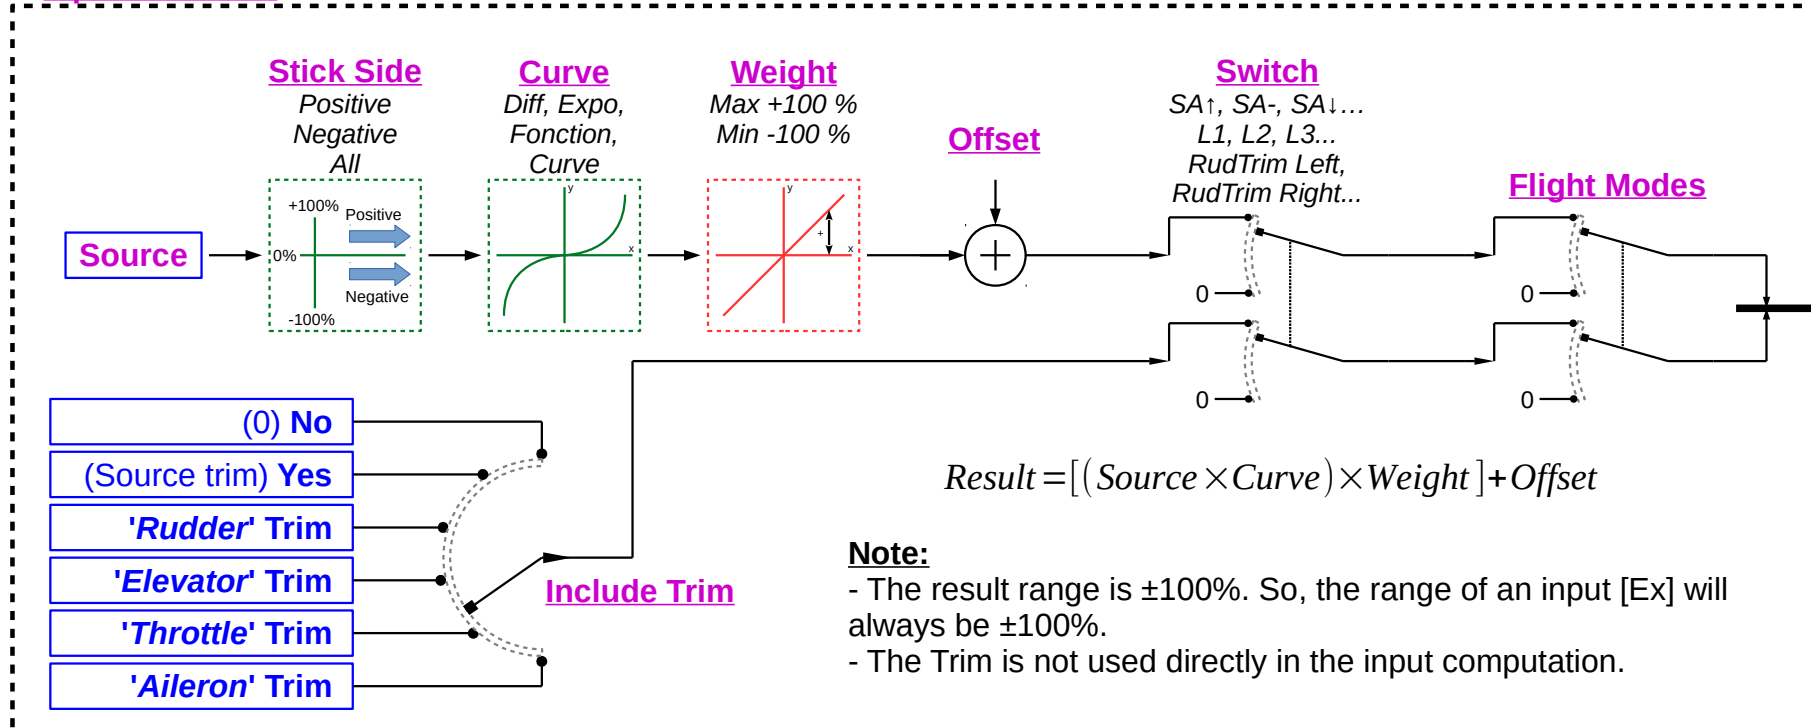 Stick Side
Positive
Negative
All
Curve
Diff, Expo,
Fonction,
Curve
Weight
Max +100 %
Min -100 %
Offset
Switch
SA↑, SA-, SA↓...
L1, L2, L3...
RudTrim Left,
RudTrim Right...
Flight Modes
Source
+100%
0%
-100%
Positive
Negative
y
x
y
x
+
0
0
0
0
(0) No
(Source trim) Yes
'Rudder' Trim
'Elevator' Trim
'Throttle' Trim
'Aileron' Trim
Include Trim
Result=[(Source×Curve)×Weight]+Offset
Note:
- The result range is ±100%. So, the range of an input [Ex] will
always be ±100%.
- The Trim is not used directly in the input computation.